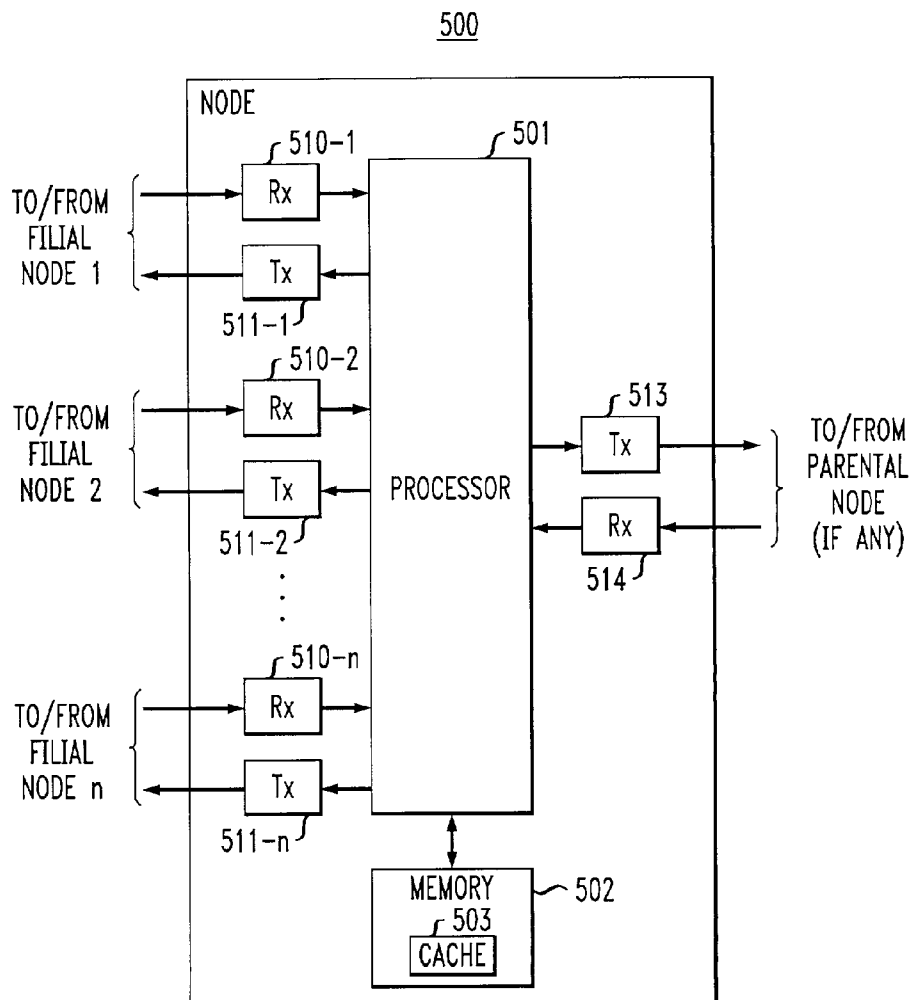 500
NODE
510-1
501
Rx
TO/FROM
FILIAL
NODE 1
Tx
511-1
510-2
Rx
TO/FROM
FILIAL
NODE 2
Tx
511-2
PROCESSOR
513
Tx
Rx
514
TO/FROM
PARENTAL
NODE
(IF ANY)
510-n
Rx
TO/FROM
FILIAL
NODE n
Tx
511-n
MEMORY
502
503
CACHE